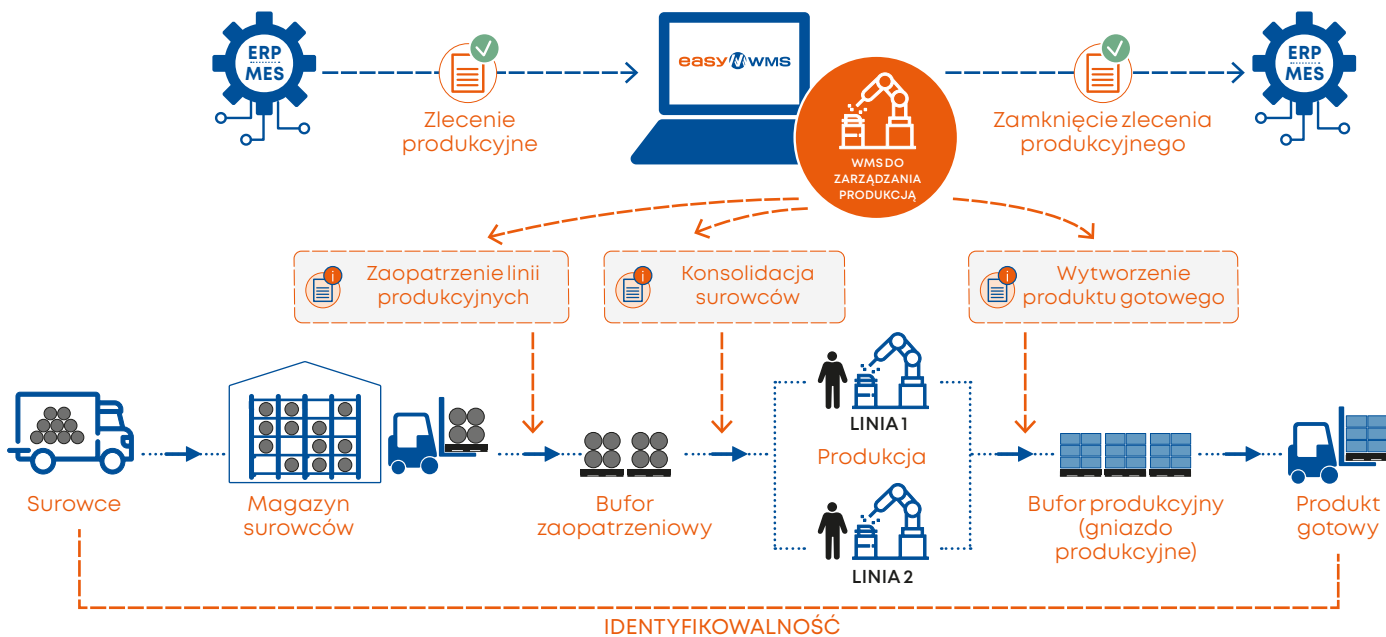 ERP
MES
Zlecenie
produkcyjne
easy WMS
WMS DO
ZARZĄDZANIA
PRODUKCJĄ
Zamknięcie zlecenia
produkcyjnego
ERP
MES
Zaopatrzenie linii
produkcyjnych
Konsolidacja
surowców
Wytworzenie
produktu gotowego
Surowce
Magazyn
surowców
Bufor
zaopatrzeniowy
LINIA 1
Produkcja
LINIA 2
Bufor produkcyjny
(gniazdo
produkcyjne)
Produkt
gotowy
IDENTYFIKOWALNOŚĆ